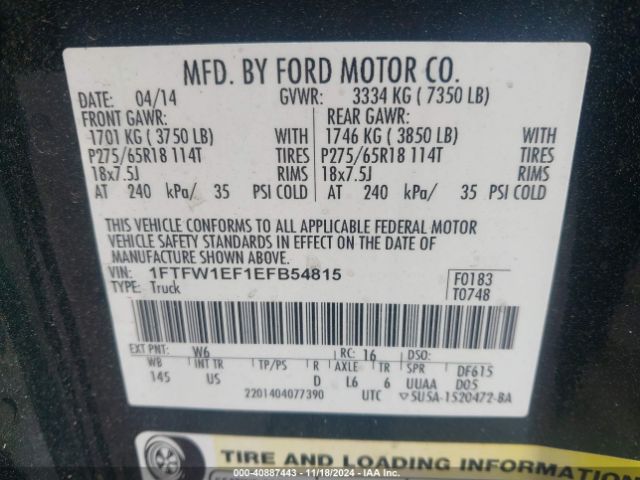 MFD. BY FORD MOTOR CO.
DATE: 04/14 GVWR: 3334 KG ( 7350 LB)
FRONT GAWR: REAR GAWR:
1701 KG ( 3750 LB) WITH 1746 KG ( 3850 LB) WITH
P275/65R18 114T TIRES P275/65R18 114T TIRES
18x7.5J RIMS 18x7.5J RIMS
AT 240 kPa/ 35 PSI COLD AT 240 kPa/ 35 PSI COLD
THIS VEHICLE CONFORMS TO ALL APPLICABLE FEDERAL MOTOR
VEHICLE SAFETY STANDARDS IN EFFECT ON THE DATE OF
MANUFACTURE SHOWN ABOVE.
VIN: 1FTFW1EF1EFB54815 F0183
TYPE: Truck T0748
EXT PNT: W6 RC: 16 DSO:
WB INT TR TP/PS R AXLE TR SPR DF615
145 US D L6 6 UUAA D05
2201404077390 UTC ▽5U5A-1520472-BA
TIRE AND LOADING INFORMATION
000-40887443 - 11/18/2024 - IAA Inc.